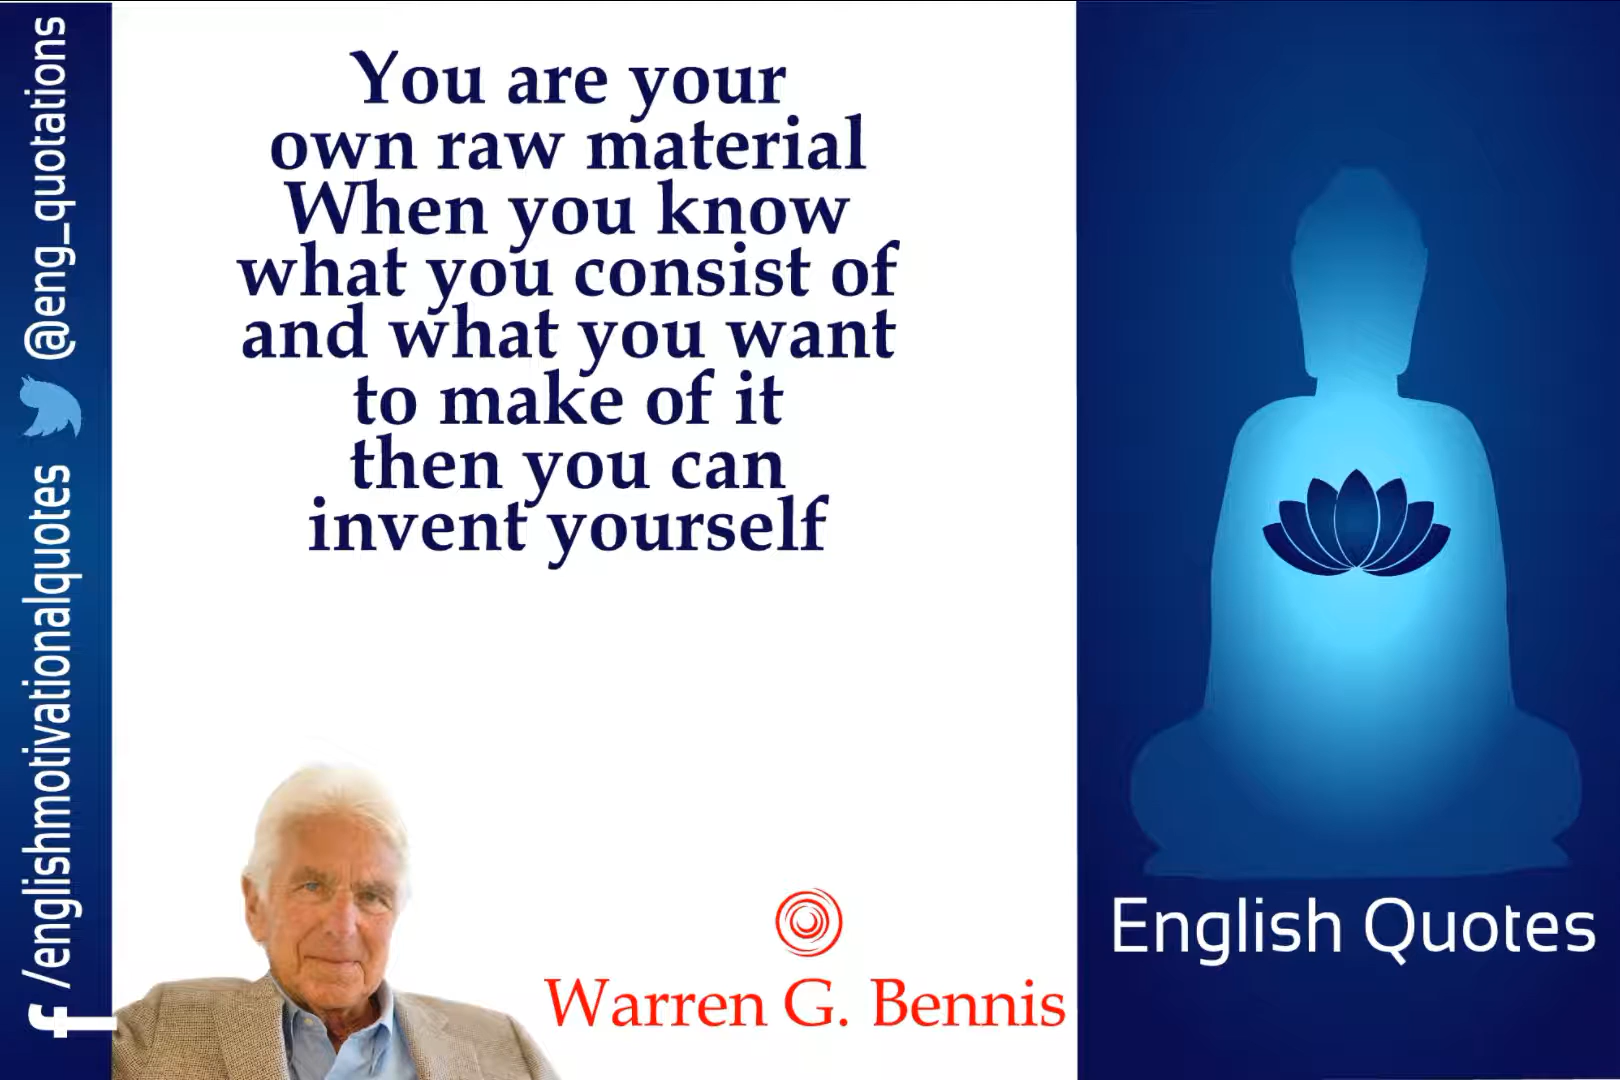 You are your
own raw material
When you know
what you consist of
and what you want
to make of it
then you can
invent yourself
Warren G. Bennis
English Quotes
@eng_quotations
/englishmotivationalquotes